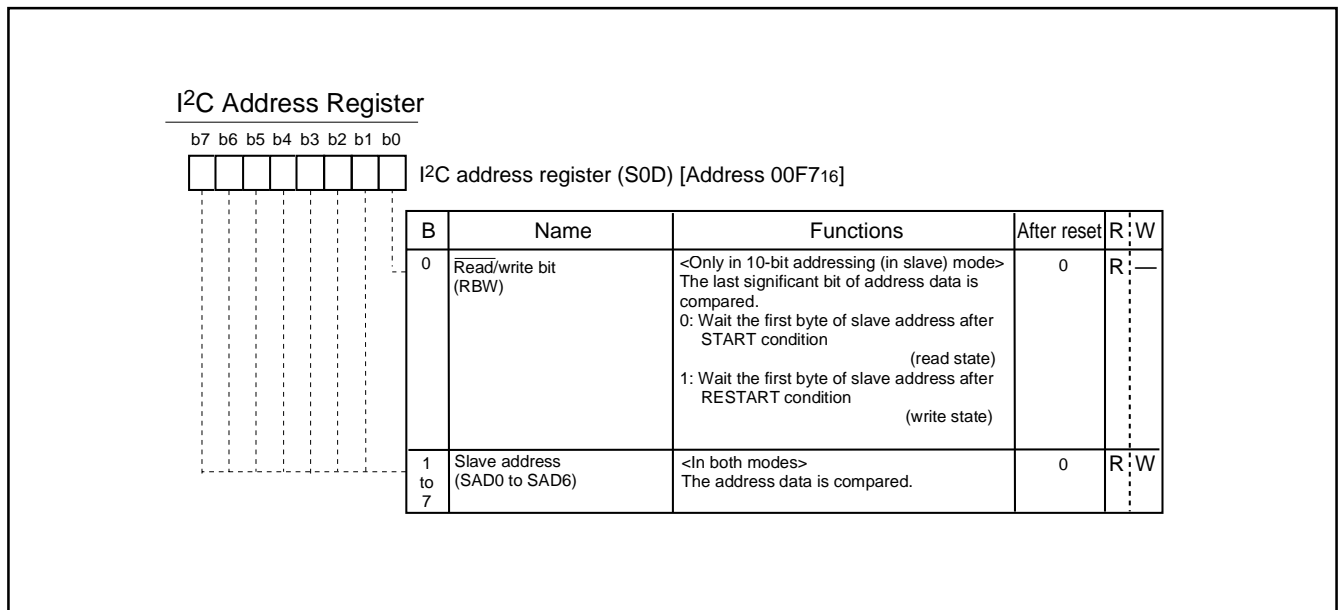 I2C Address Register
b7 b6 b5 b4 b3 b2 b1 b0
I2C address register (S0D) [Address 00F716]
B Name Functions After reset R W
0 Read/write bit <Only in 10-bit addressing (in slave) mode> 0 R —
(RBW) The last significant bit of address data is
compared.
0: Wait the first byte of slave address after
START condition
(read state)
1: Wait the first byte of slave address after
RESTART condition
(write state)
1 Slave address <In both modes> 0 R W
to (SAD0 to SAD6) The address data is compared.
7